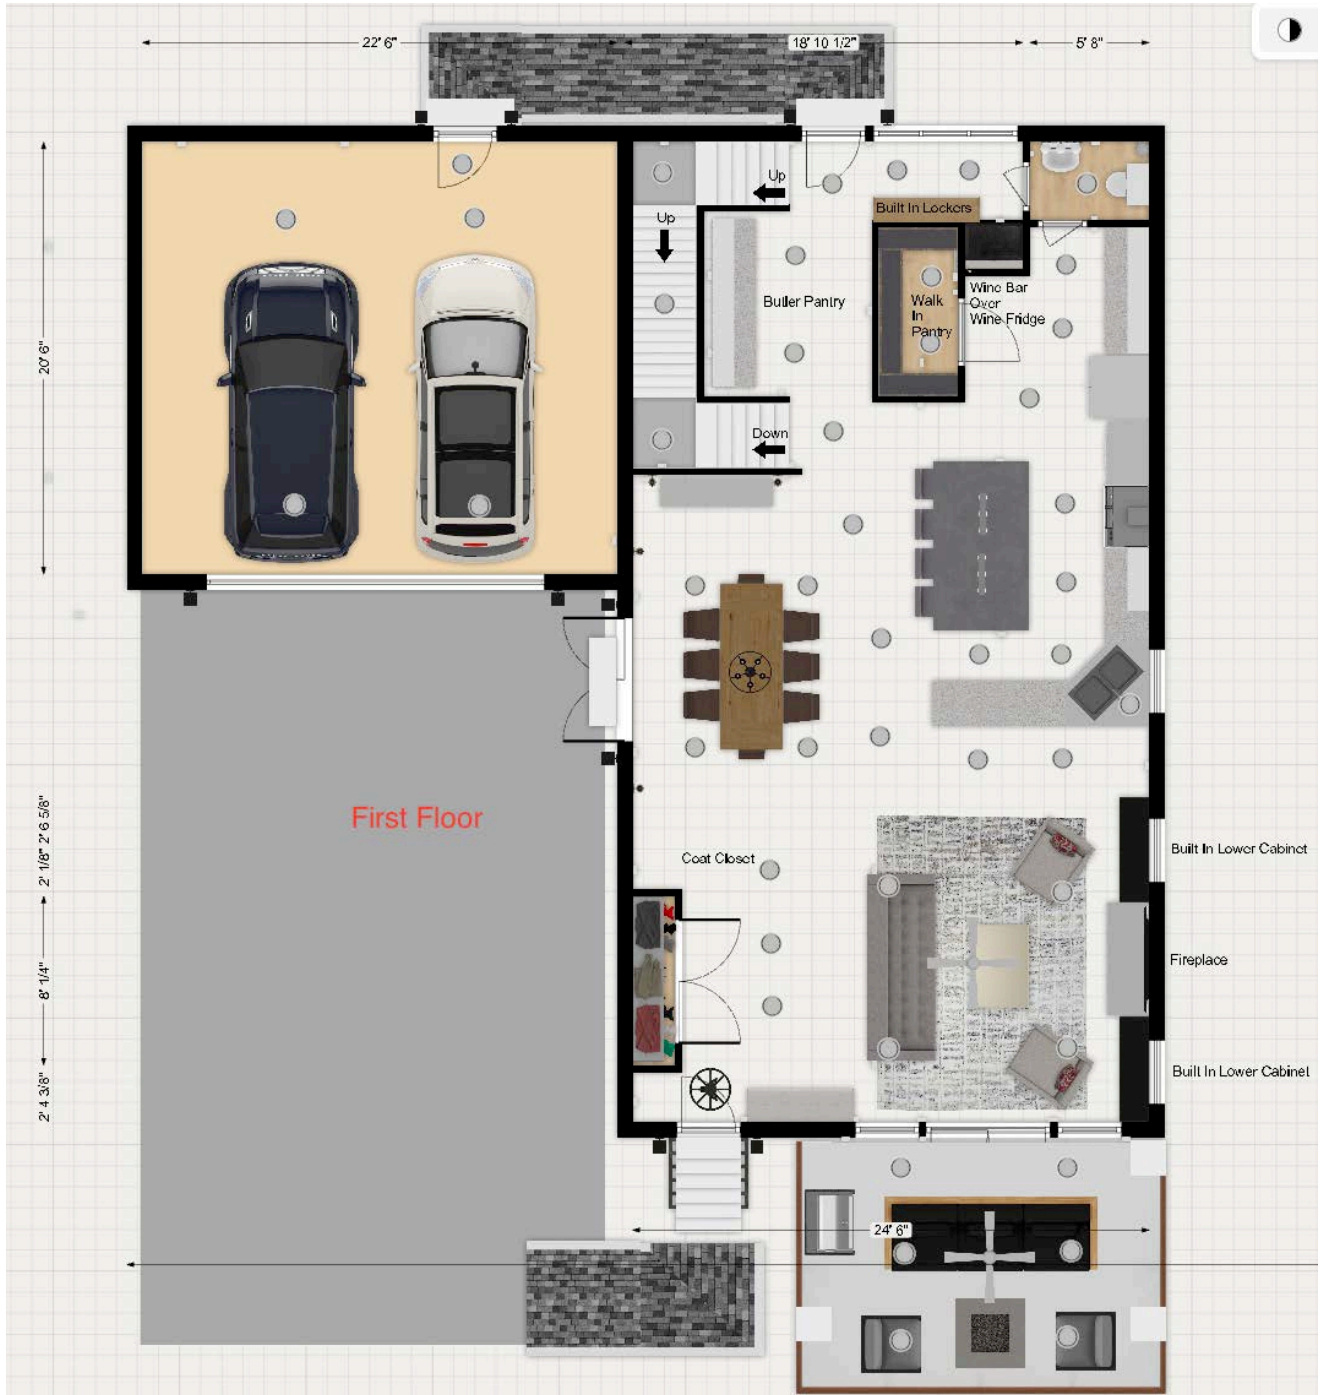 22' 6"
18' 10 1/2"
5' 8"
Up
Up
Built In Lockers
20' 6"
Butler Pantry
Walk
In
Pantry
Wine Bar
Over
Wine Fridge
Down
First Floor
2' 6 5/8"
2' 1/8"
Coat Closet
Built In Lower Cabinet
8' 1/4"
Fireplace
2' 4 3/8"
Built In Lower Cabinet
24' 6"